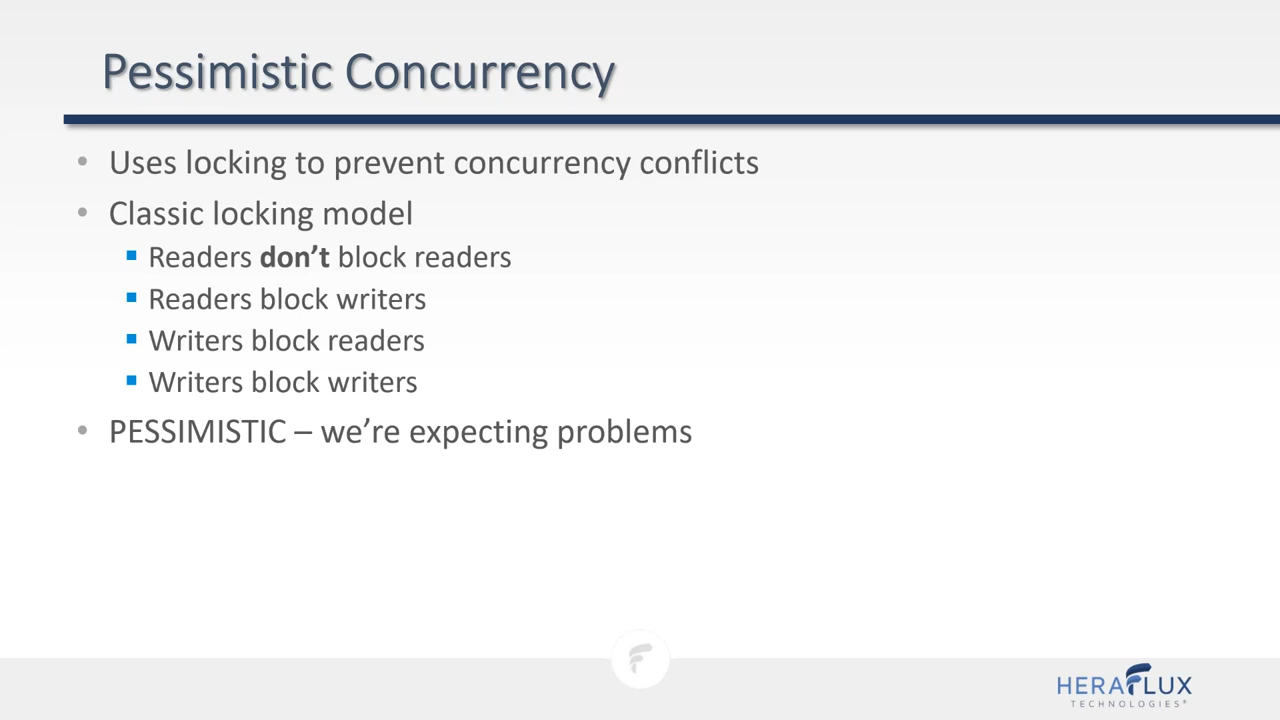 Pessimistic Concurrency
• Uses locking to prevent concurrency conflicts
• Classic locking model
▪ Readers don’t block readers
▪ Readers block writers
▪ Writers block readers
▪ Writers block writers
• PESSIMISTIC – we’re expecting problems
HERAFLUX
TECHNOLOGIES®